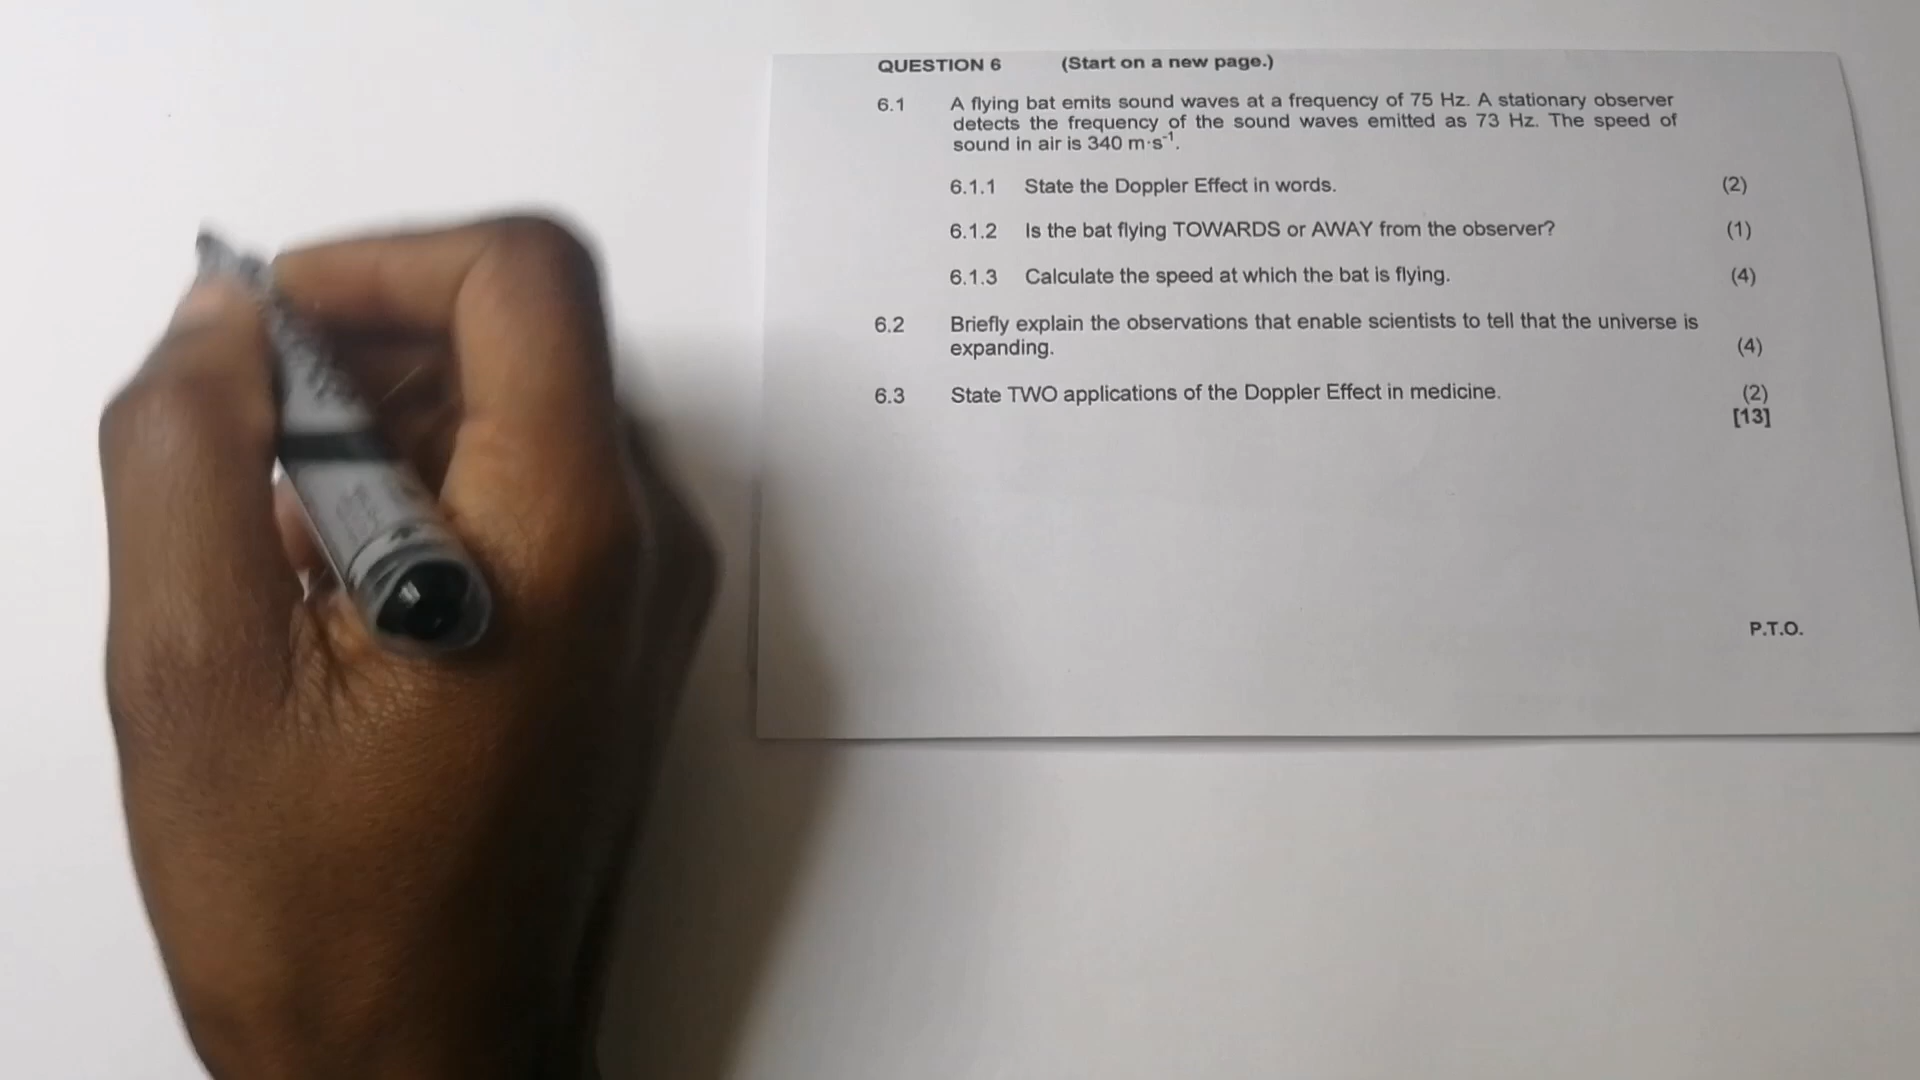 QUESTION 6 (Start on a new page.)
6.1 A flying bat emits sound waves at a frequency of 75 Hz. A stationary observer
detects the frequency of the sound waves emitted as 73 Hz. The speed of
sound in air is 340 m·s⁻¹.
6.1.1 State the Doppler Effect in words. (2)
6.1.2 Is the bat flying TOWARDS or AWAY from the observer? (1)
6.1.3 Calculate the speed at which the bat is flying. (4)
6.2 Briefly explain the observations that enable scientists to tell that the universe is
expanding. (4)
6.3 State TWO applications of the Doppler Effect in medicine. (2)
[13]
P.T.O.